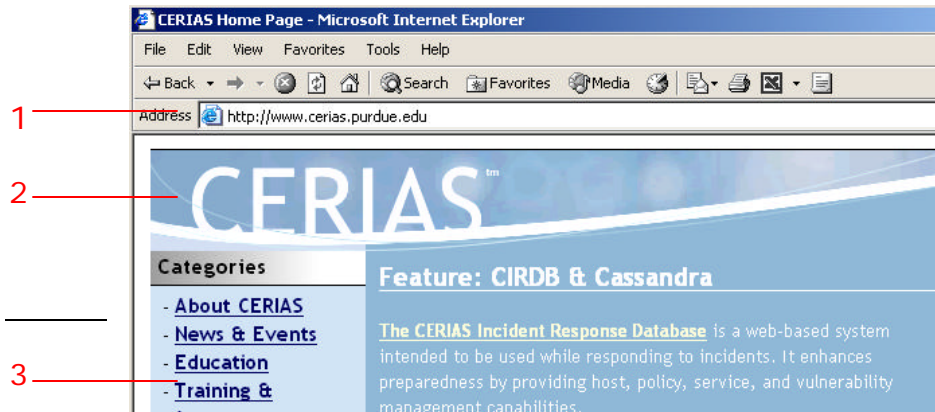 CERIAS Home Page - Microsoft Internet Explorer
File Edit View Favorites Tools Help
Back Search Favorites Media
1
Address http://www.cerias.purdue.edu
2
CERIAS tm
Categories
- About CERIAS
- News & Events
- Education
3
- Training &
Feature: CIRDB & Cassandra
The CERIAS Incident Response Database is a web-based system
intended to be used while responding to incidents. It enhances
preparedness by providing host, policy, service, and vulnerability
management capabilities.